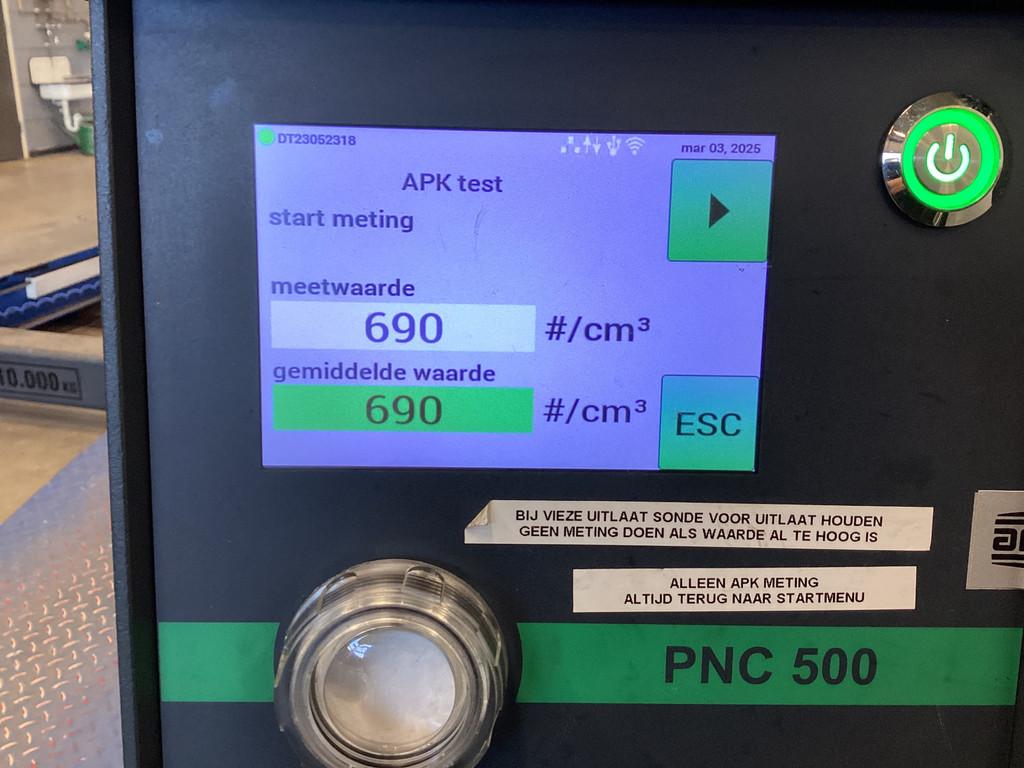 DT23052318
mar 03, 2025
APK test
start meting
meetwaarde
690 #/cm³
gemiddelde waarde
690 #/cm³
ESC
10.000 KG
BIJ VIEZE UITLAAT SONDE VOOR UITLAAT HOUDEN
GEEN METING DOEN ALS WAARDE AL TE HOOG IS
ALLEEN APK METING
ALTIJD TERUG NAAR STARTMENU
PNC 500